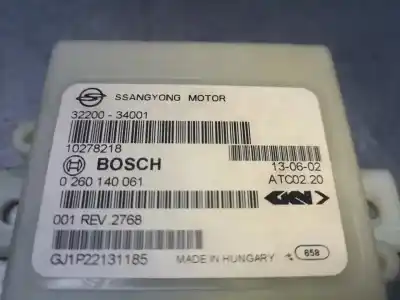 SSANGYONG MOTOR
32200 - 34001
10278218
BOSCH
13-06-02
0 260 140 061
ATC02.20
GKN
001 REV.2768
GJ1P22131185
MADE IN HUNGARY
658